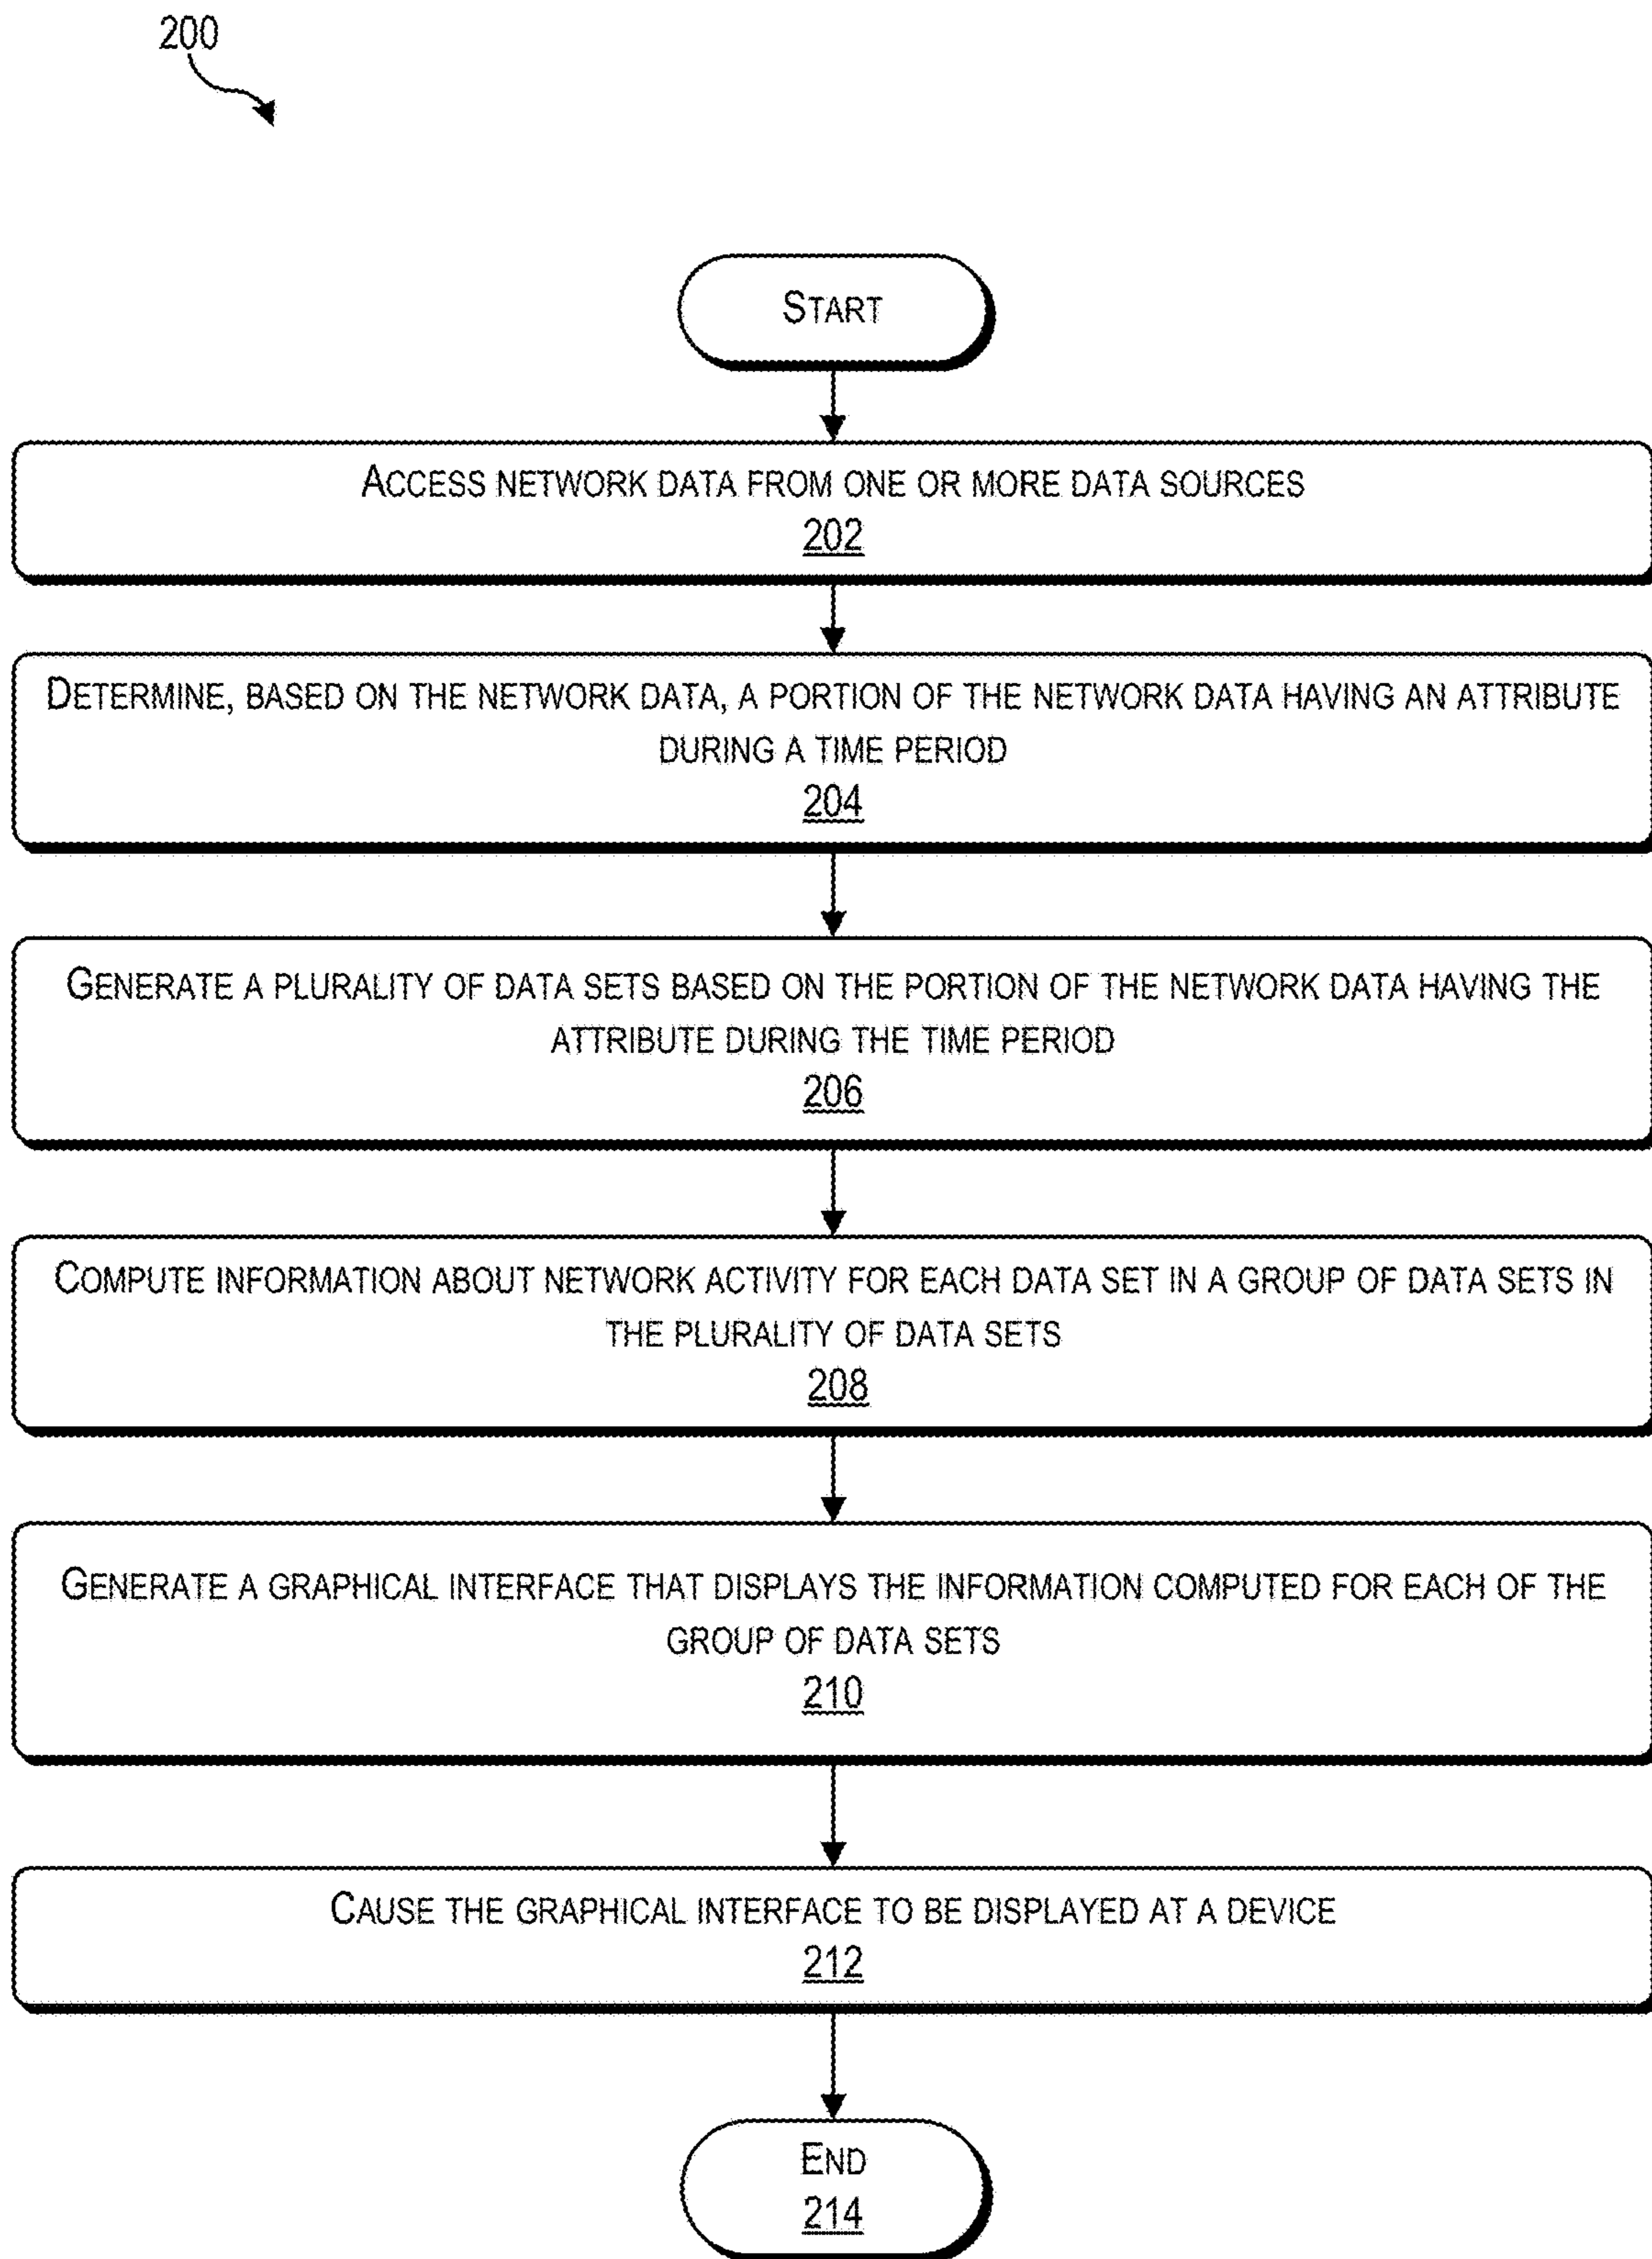 200
START
ACCESS NETWORK DATA FROM ONE OR MORE DATA SOURCES
202
DETERMINE, BASED ON THE NETWORK DATA, A PORTION OF THE NETWORK DATA HAVING AN ATTRIBUTE
DURING A TIME PERIOD
204
GENERATE A PLURALITY OF DATA SETS BASED ON THE PORTION OF THE NETWORK DATA HAVING THE
ATTRIBUTE DURING THE TIME PERIOD
206
COMPUTE INFORMATION ABOUT NETWORK ACTIVITY FOR EACH DATA SET IN A GROUP OF DATA SETS IN
THE PLURALITY OF DATA SETS
208
GENERATE A GRAPHICAL INTERFACE THAT DISPLAYS THE INFORMATION COMPUTED FOR EACH OF THE
GROUP OF DATA SETS
210
CAUSE THE GRAPHICAL INTERFACE TO BE DISPLAYED AT A DEVICE
212
END
214